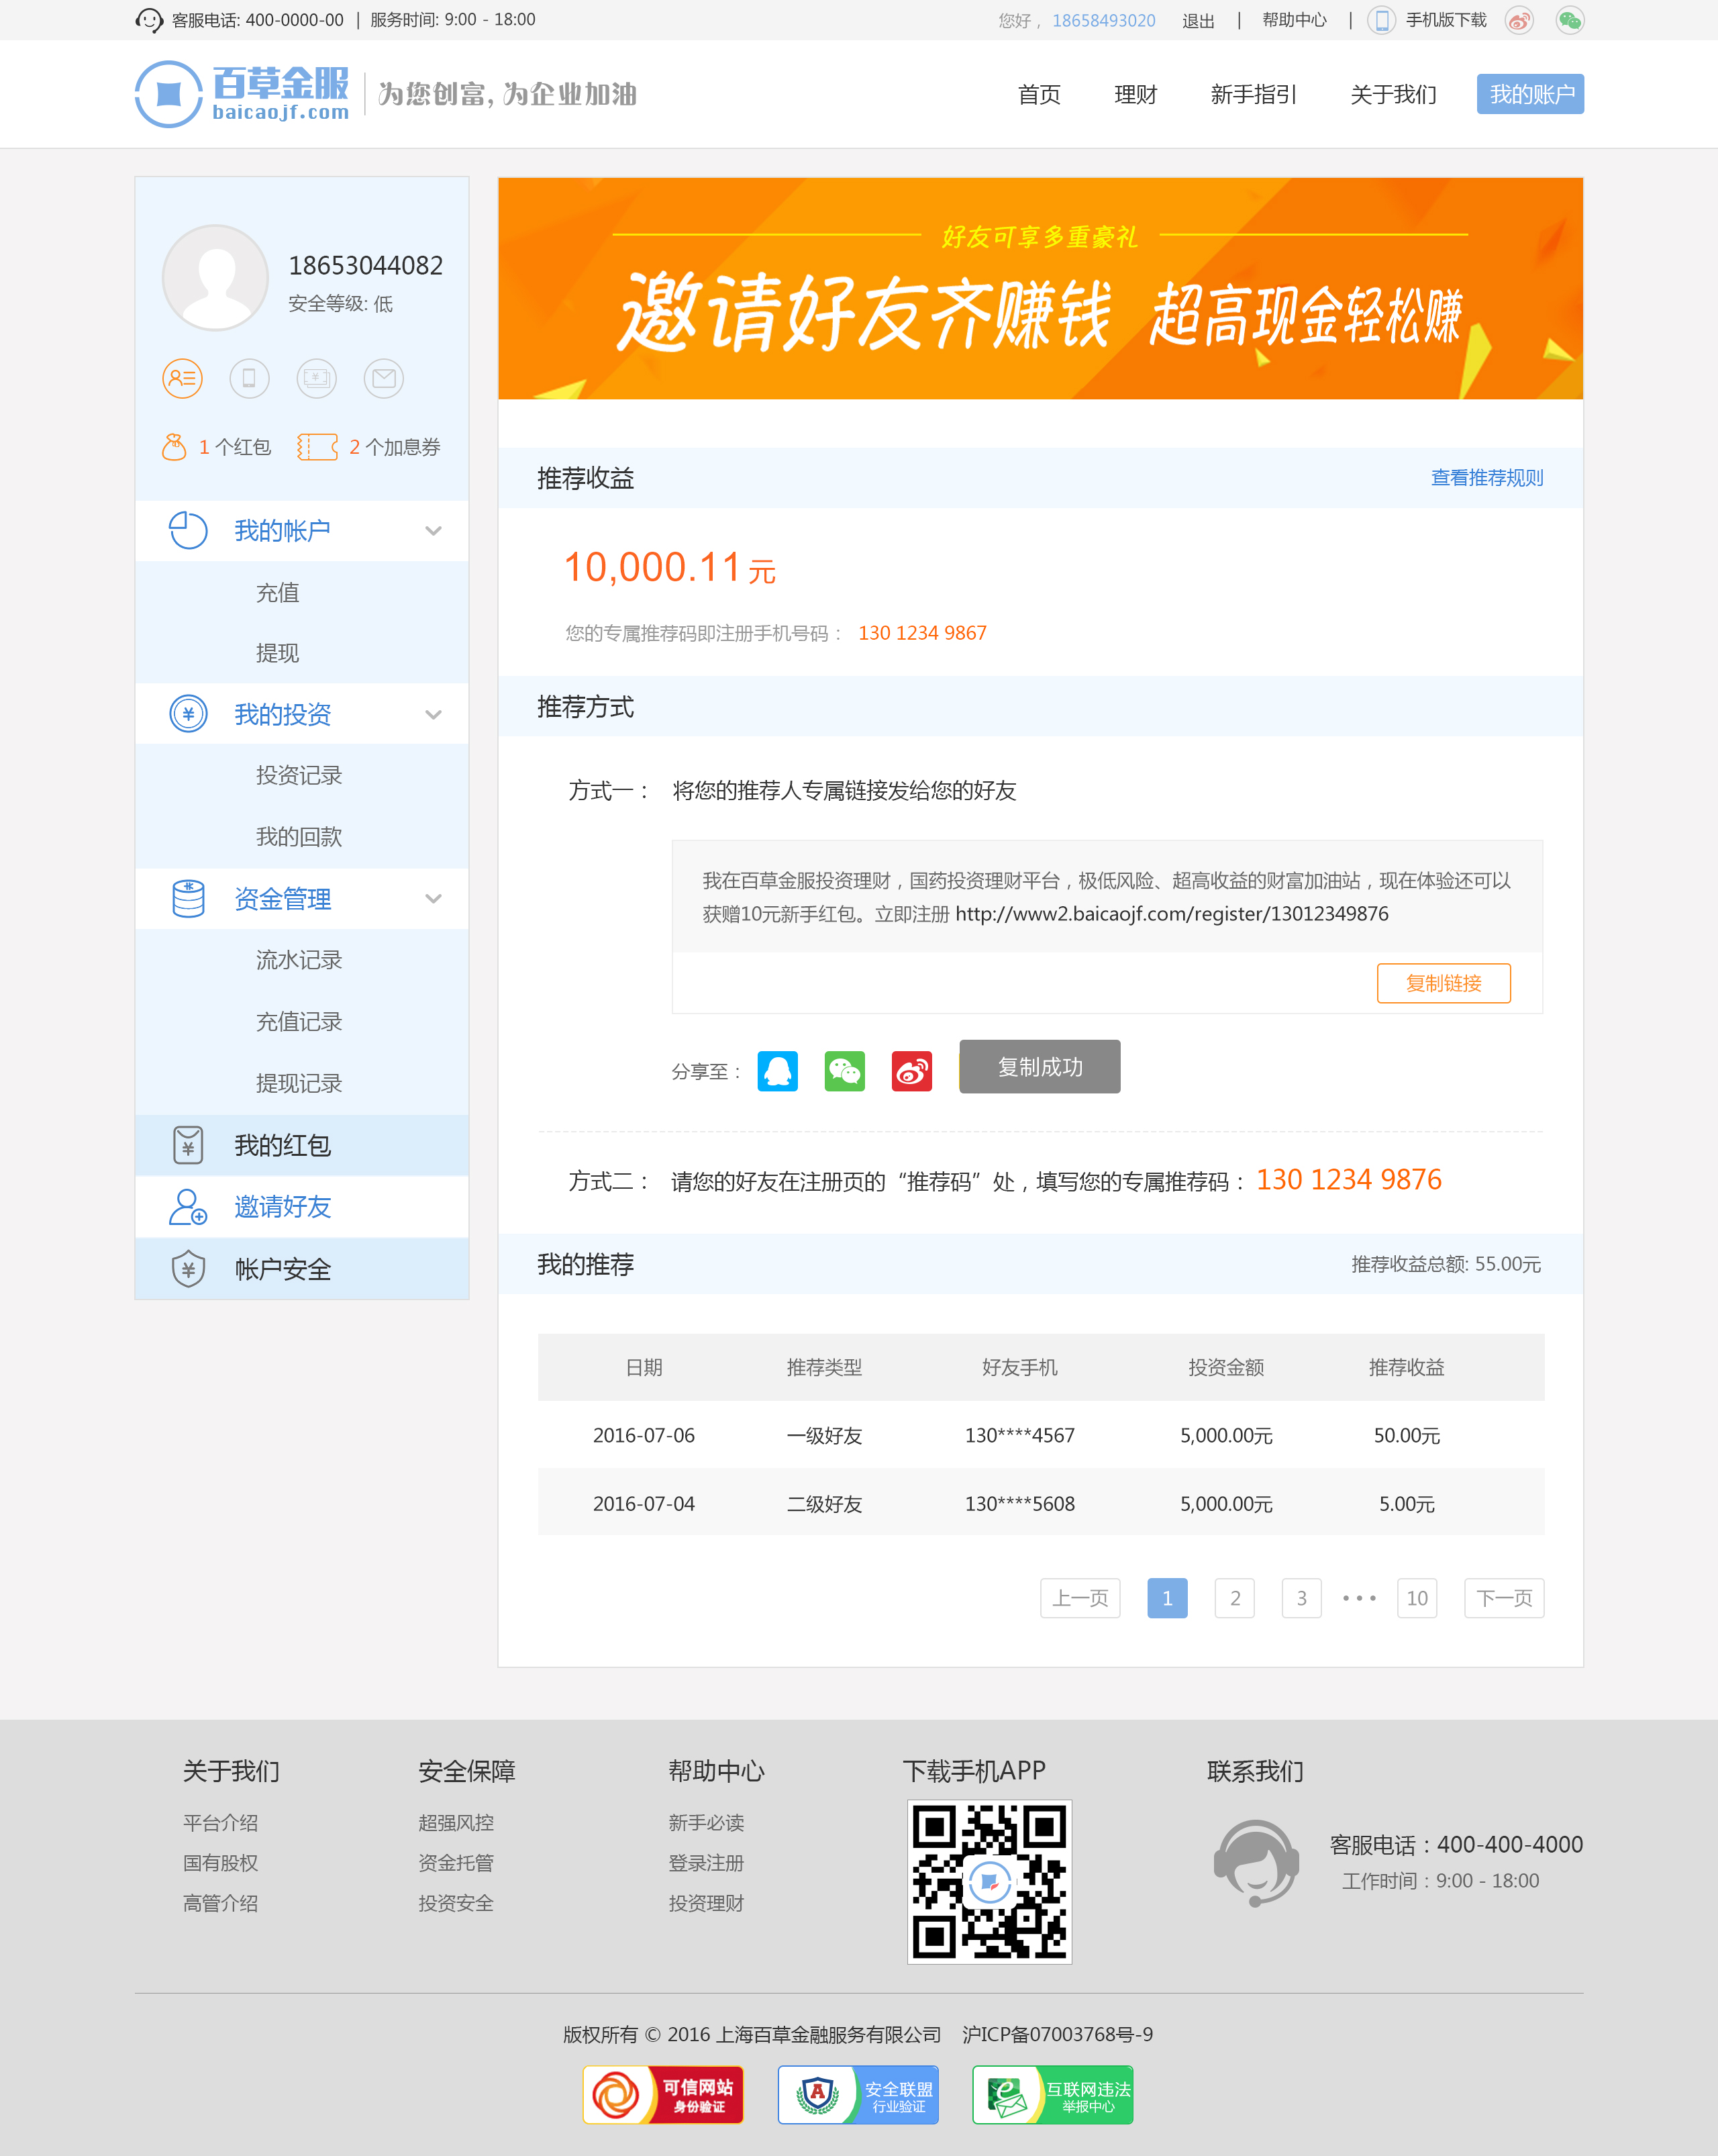 客服电话: 400-0000-00 | 服务时间: 9:00 - 18:00
您好， 18658493020 退出 | 帮助中心 | 手机版下载
百草金服
baicaojf.com
为您创富, 为企业加油
首页 理财 新手指引 关于我们 我的账户
18653044082
安全等级: 低
1 个红包 2 个加息券
我的帐户
充值
提现
我的投资
投资记录
我的回款
资金管理
流水记录
充值记录
提现记录
我的红包
邀请好友
帐户安全
好友可享多重豪礼
邀请好友齐赚钱 超高现金轻松赚
推荐收益 查看推荐规则
10,000.11 元
您的专属推荐码即注册手机号码： 130 1234 9867
推荐方式
方式一： 将您的推荐人专属链接发给您的好友
我在百草金服投资理财，国药投资理财平台，极低风险、超高收益的财富加油站，现在体验还可以
获赠10元新手红包。立即注册 http://www2.baicaojf.com/register/13012349876
复制链接
分享至： 复制成功
方式二： 请您的好友在注册页的“推荐码”处，填写您的专属推荐码： 130 1234 9876
我的推荐 推荐收益总额: 55.00元
日期 推荐类型 好友手机 投资金额 推荐收益
2016-07-06 一级好友 130****4567 5,000.00元 50.00元
2016-07-04 二级好友 130****5608 5,000.00元 5.00元
上一页 1 2 3 ••• 10 下一页
关于我们 安全保障 帮助中心 下载手机APP 联系我们
平台介绍 超强风控 新手必读
国有股权 资金托管 登录注册
高管介绍 投资安全 投资理财
客服电话：400-400-4000
工作时间：9:00 - 18:00
版权所有 © 2016 上海百草金融服务有限公司 沪ICP备07003768号-9
可信网站 身份验证
安全联盟 行业验证
互联网违法 举报中心